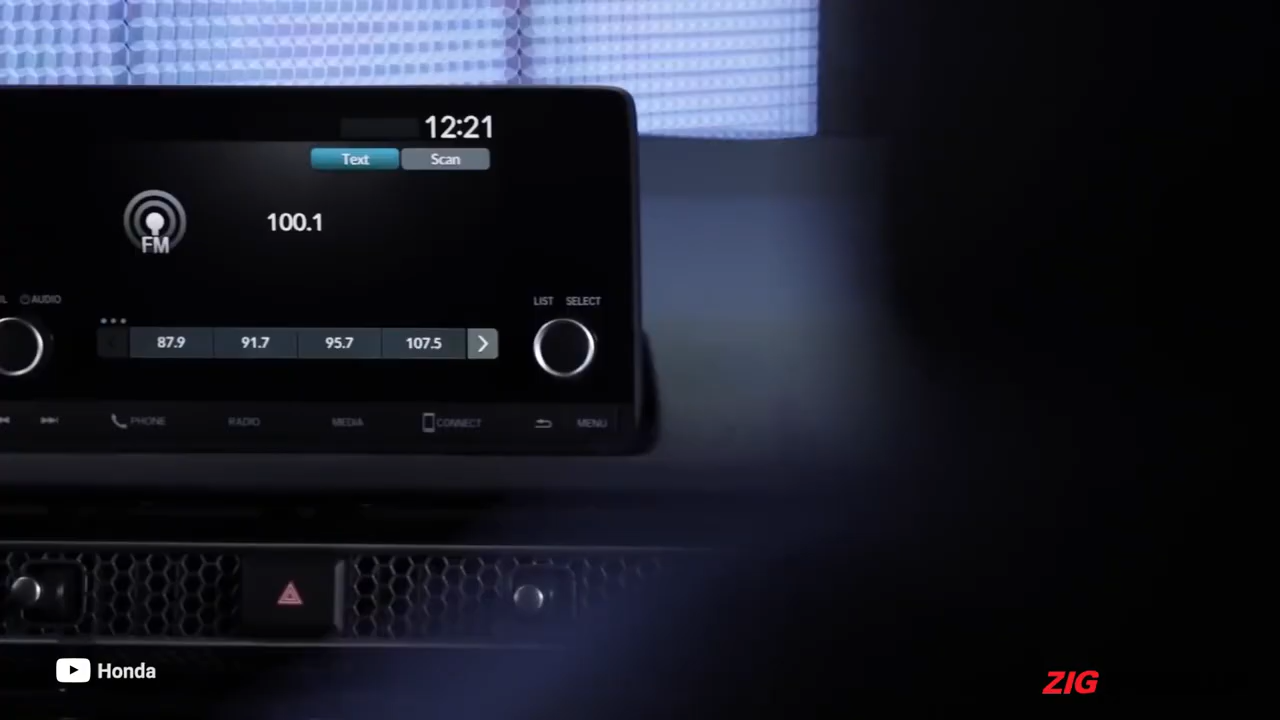 12:21
Text Scan
100.1
FM
AUDIO
LIST SELECT
87.9 91.7 95.7 107.5
PHONE RADIO MEDIA CONNECT MENU
Honda
ZIG